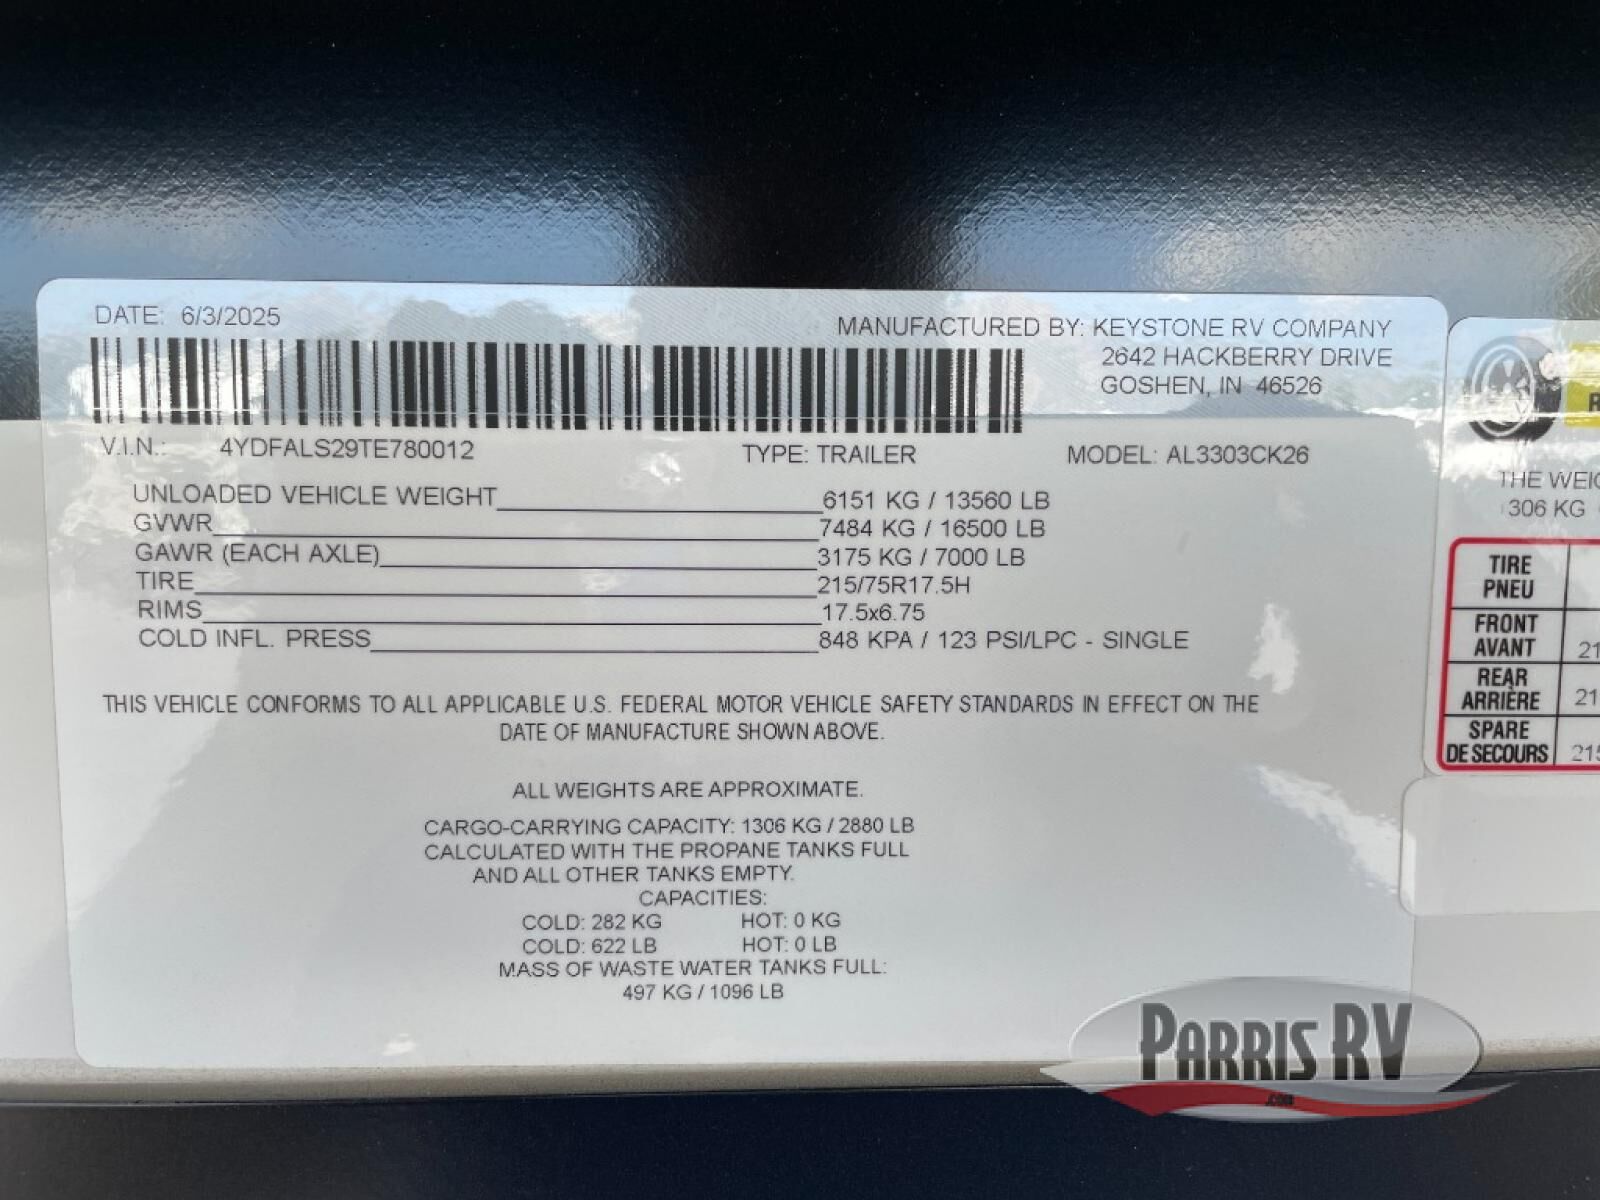 DATE: 6/3/2025
MANUFACTURED BY: KEYSTONE RV COMPANY
2642 HACKBERRY DRIVE
GOSHEN, IN 46526
V.I.N.: 4YDFALS29TE780012 TYPE: TRAILER MODEL: AL3303CK26
UNLOADED VEHICLE WEIGHT 6151 KG / 13560 LB
GVWR 7484 KG / 16500 LB
GAWR (EACH AXLE) 3175 KG / 7000 LB
TIRE 215/75R17.5H
RIMS 17.5x6.75
COLD INFL. PRESS 848 KPA / 123 PSI/LPC - SINGLE
THIS VEHICLE CONFORMS TO ALL APPLICABLE U.S. FEDERAL MOTOR VEHICLE SAFETY STANDARDS IN EFFECT ON THE
DATE OF MANUFACTURE SHOWN ABOVE.
ALL WEIGHTS ARE APPROXIMATE.
CARGO-CARRYING CAPACITY: 1306 KG / 2880 LB
CALCULATED WITH THE PROPANE TANKS FULL
AND ALL OTHER TANKS EMPTY.
CAPACITIES:
COLD: 282 KG HOT: 0 KG
COLD: 622 LB HOT: 0 LB
MASS OF WASTE WATER TANKS FULL:
497 KG / 1096 LB
THE
306 KG
TIRE
PNEU
FRONT
AVANT
REAR
ARRIÈRE
SPARE
DE SECOURS
PARRIS RV
.com